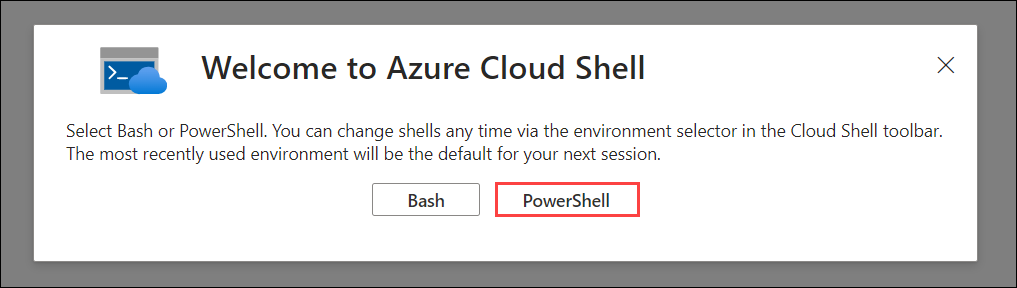 >_
Welcome to Azure Cloud Shell
Select Bash or PowerShell. You can change shells any time via the environment selector in the Cloud Shell toolbar.
The most recently used environment will be the default for your next session.
Bash
PowerShell